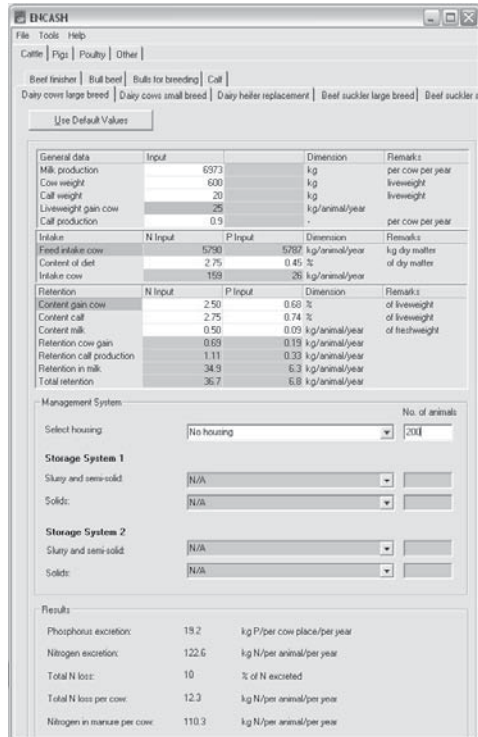 ENCASH
File Tools Help
Cattle Pigs Poultry Other
Beef finisher Bull beef Bulls for breeding Calf
Dairy cows large breed Dairy cows small breed Dairy heifer replacement Beef suckler large breed Beef suckler s
Use Default Values
General data Input Dimension Remarks
Milk production 6973 kg per cow per year
Cow weight 600 kg liveweight
Calf weight 20 kg liveweight
Liveweight gain cow 25 kg/animal/year
Calf production 0.9 - per cow per year
Intake N Input P Input Dimension Remarks
Feed intake cow 5790 5787 kg/animal/year kg dry matter
Content of diet 2.75 0.45 % of dry matter
Intake cow 159 26 kg/animal/year
Retention N Input P Input Dimension Remarks
Content gain cow 2.50 0.68 % of liveweight
Content calf 2.75 0.74 % of liveweight
Content milk 0.50 0.09 kg/animal/year of freshweight
Retention cow gain 0.69 0.19 kg/animal/year
Retention calf production 1.11 0.33 kg/animal/year
Retention in milk 34.9 6.3 kg/animal/year
Total retention 36.7 6.8 kg/animal/year
Management System
No. of animals
Select housing: No housing 200
Storage System 1
Slurry and semi-solid: N/A
Solids: N/A
Storage System 2
Slurry and semi-solid: N/A
Solids: N/A
Results
Phosphorus excretion: 19.2 kg P/per cow place/per year
Nitrogen excretion: 122.6 kg N/per animal/per year
Total N loss: 10 % of N excreted
Total N loss per cow: 12.3 kg N/per animal/per year
Nitrogen in manure per cow: 110.3 kg N/per animal/per year